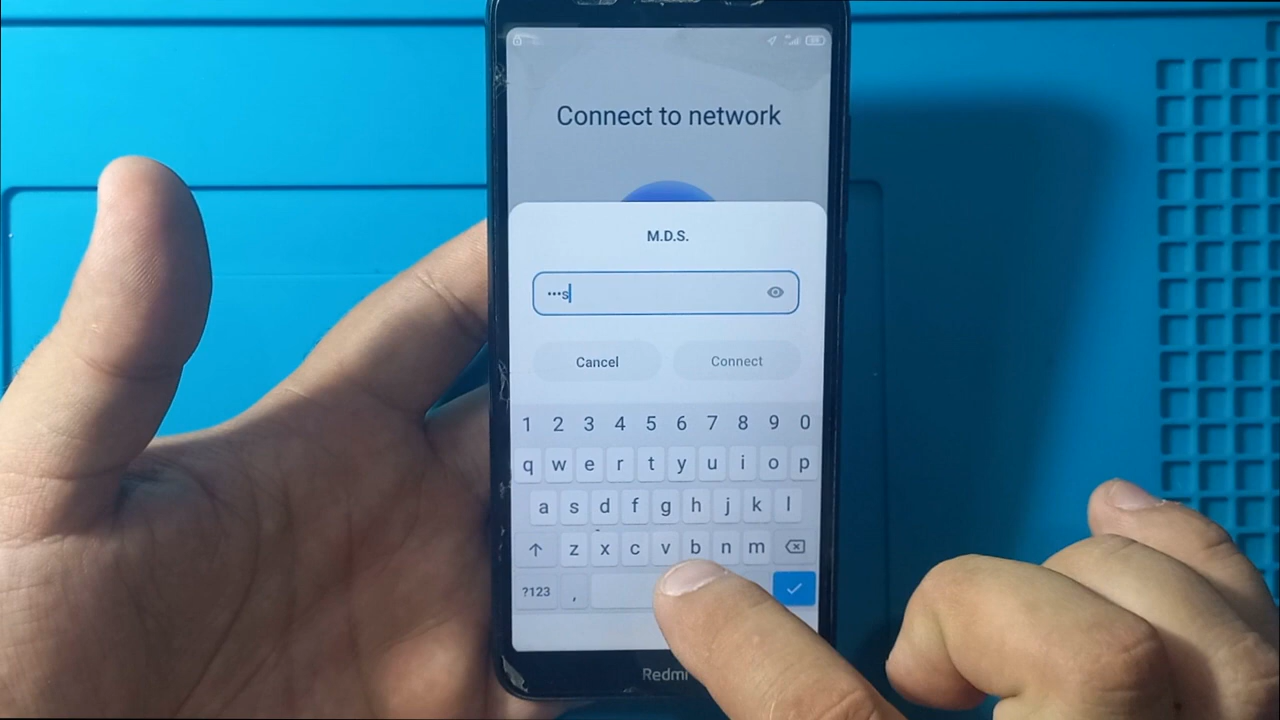 Connect to network
M.D.S.
•••s
Cancel Connect
1 2 3 4 5 6 7 8 9 0
q w e r t y u i o p
a s d f g h j k l
z x c v b n m
?123 ,
Redmi